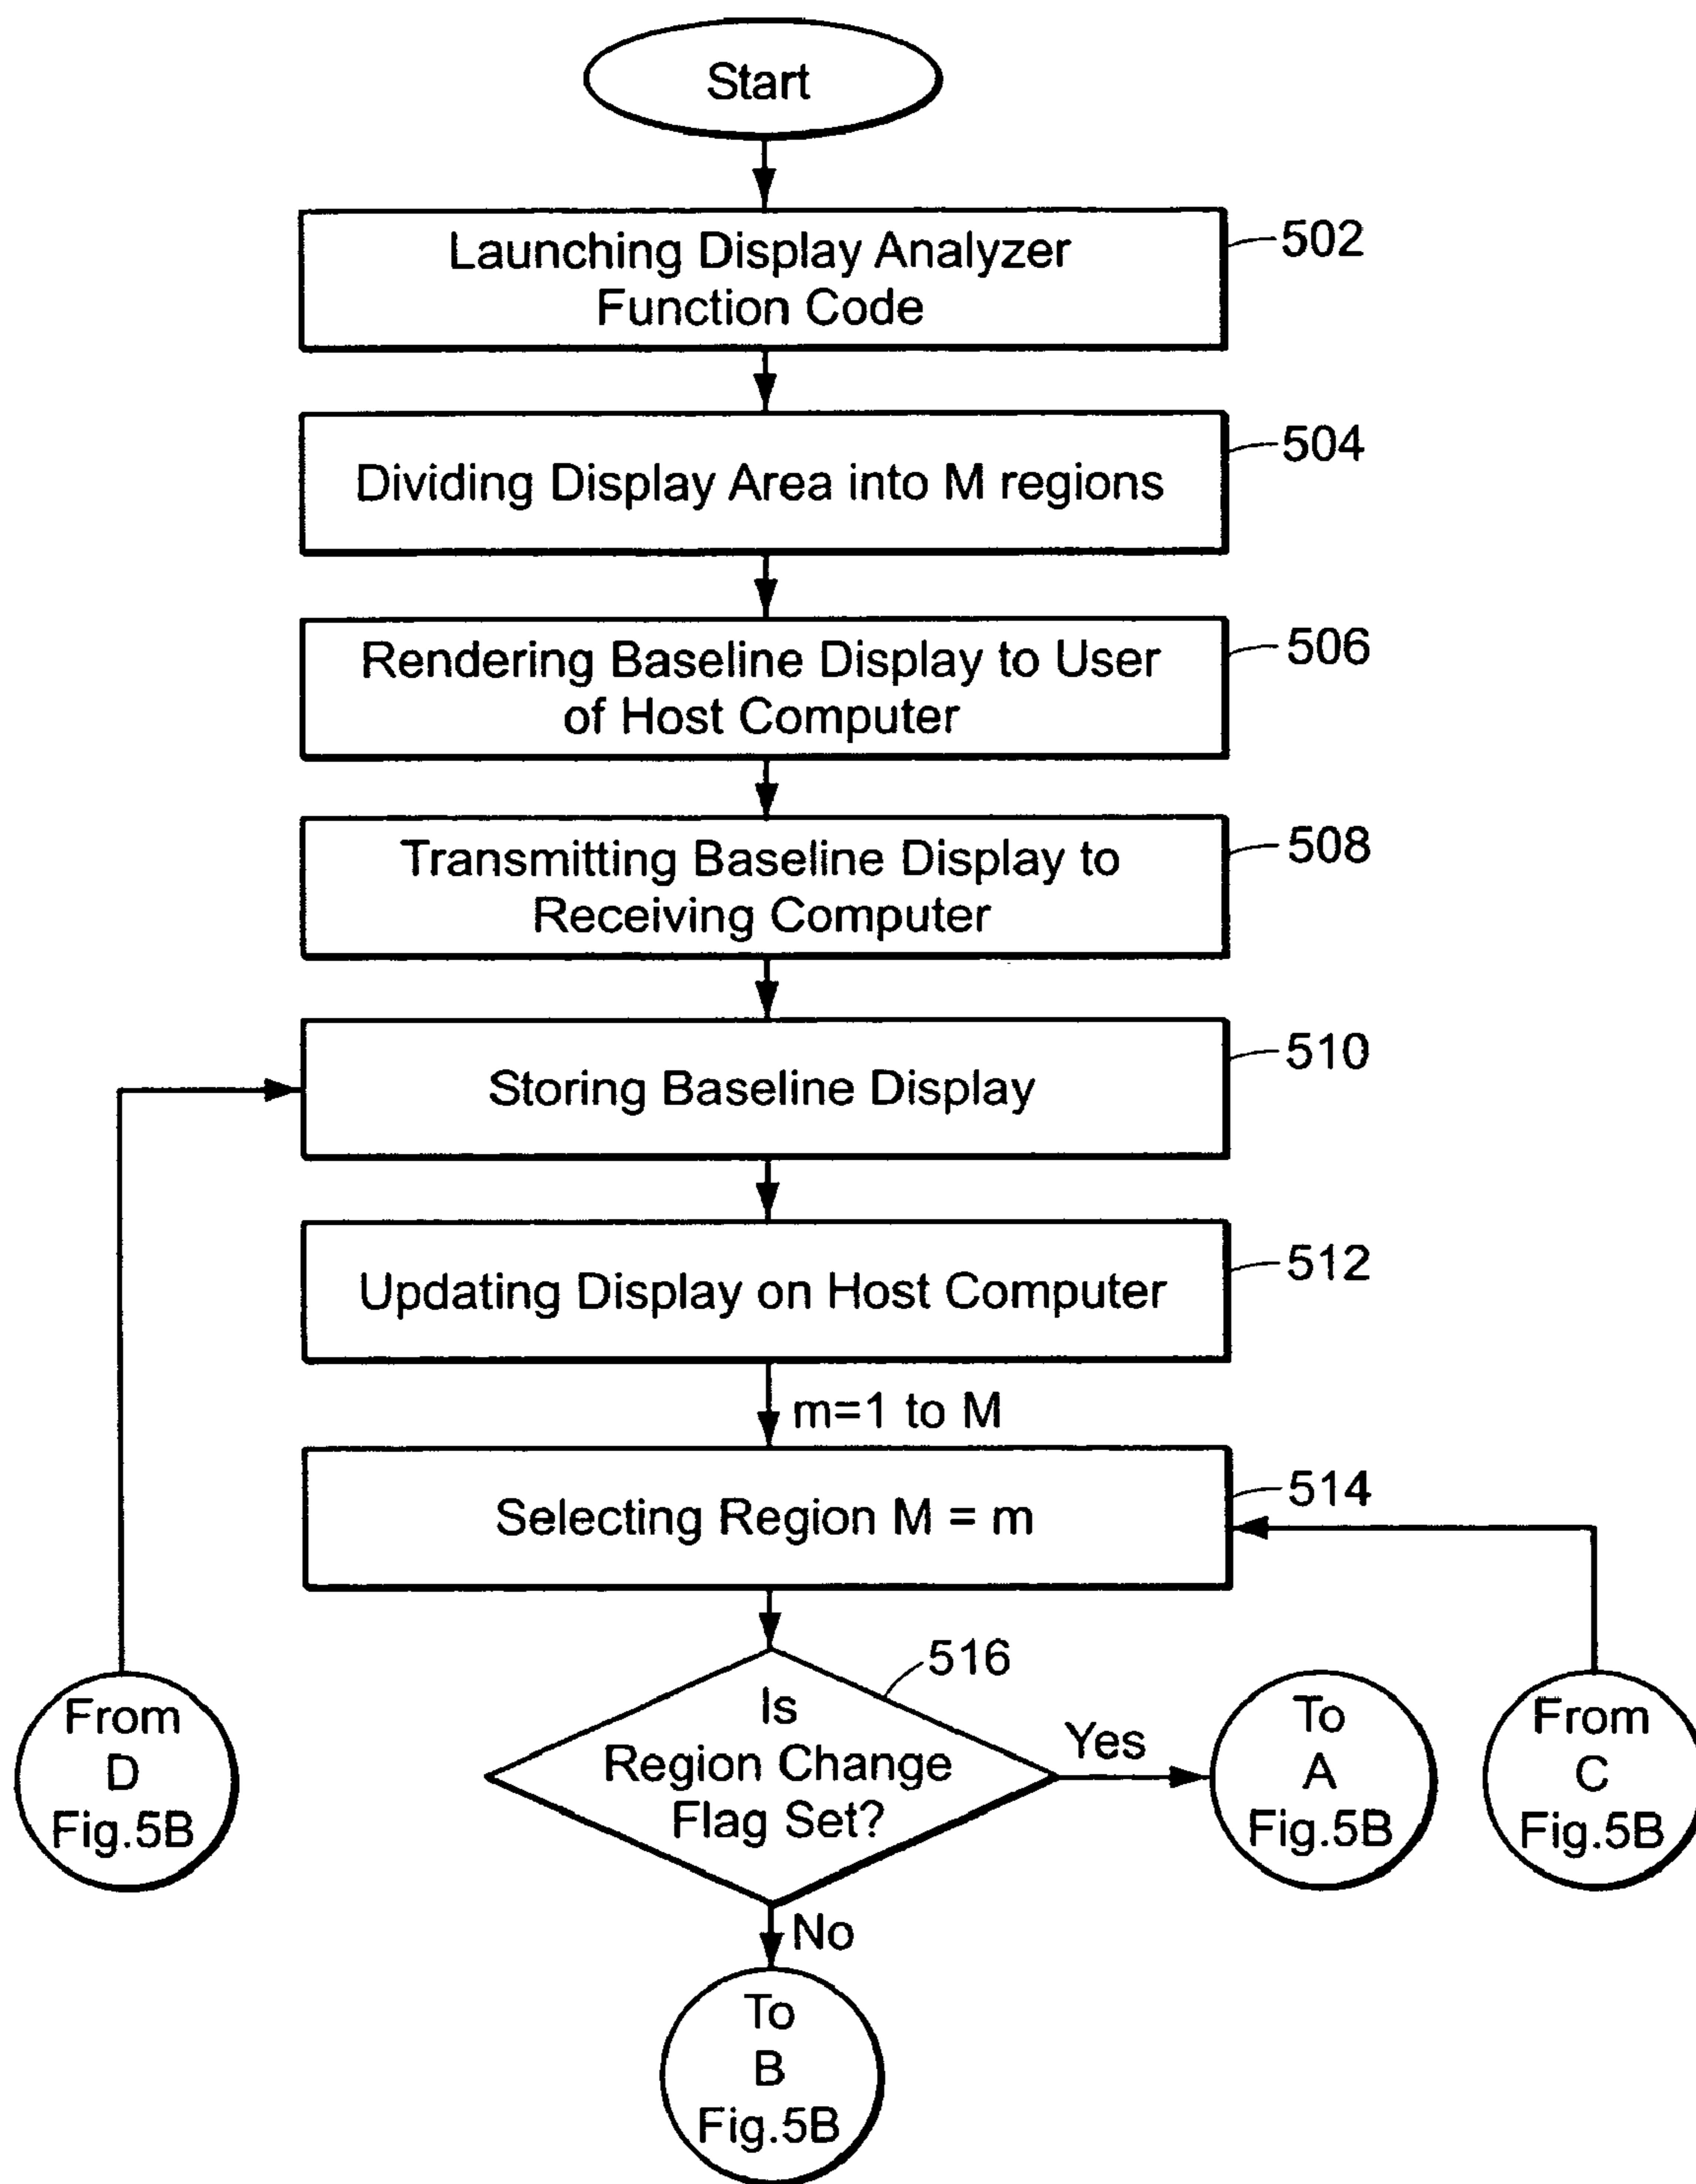 Start
Launching Display Analyzer
Function Code
502
Dividing Display Area into M regions
504
Rendering Baseline Display to User
of Host Computer
506
Transmitting Baseline Display to
Receiving Computer
508
Storing Baseline Display
510
Updating Display on Host Computer
512
m=1 to M
Selecting Region M = m
514
Is
Region Change
Flag Set?
516
Yes
No
From
D
Fig.5B
To
A
Fig.5B
From
C
Fig.5B
To
B
Fig.5B